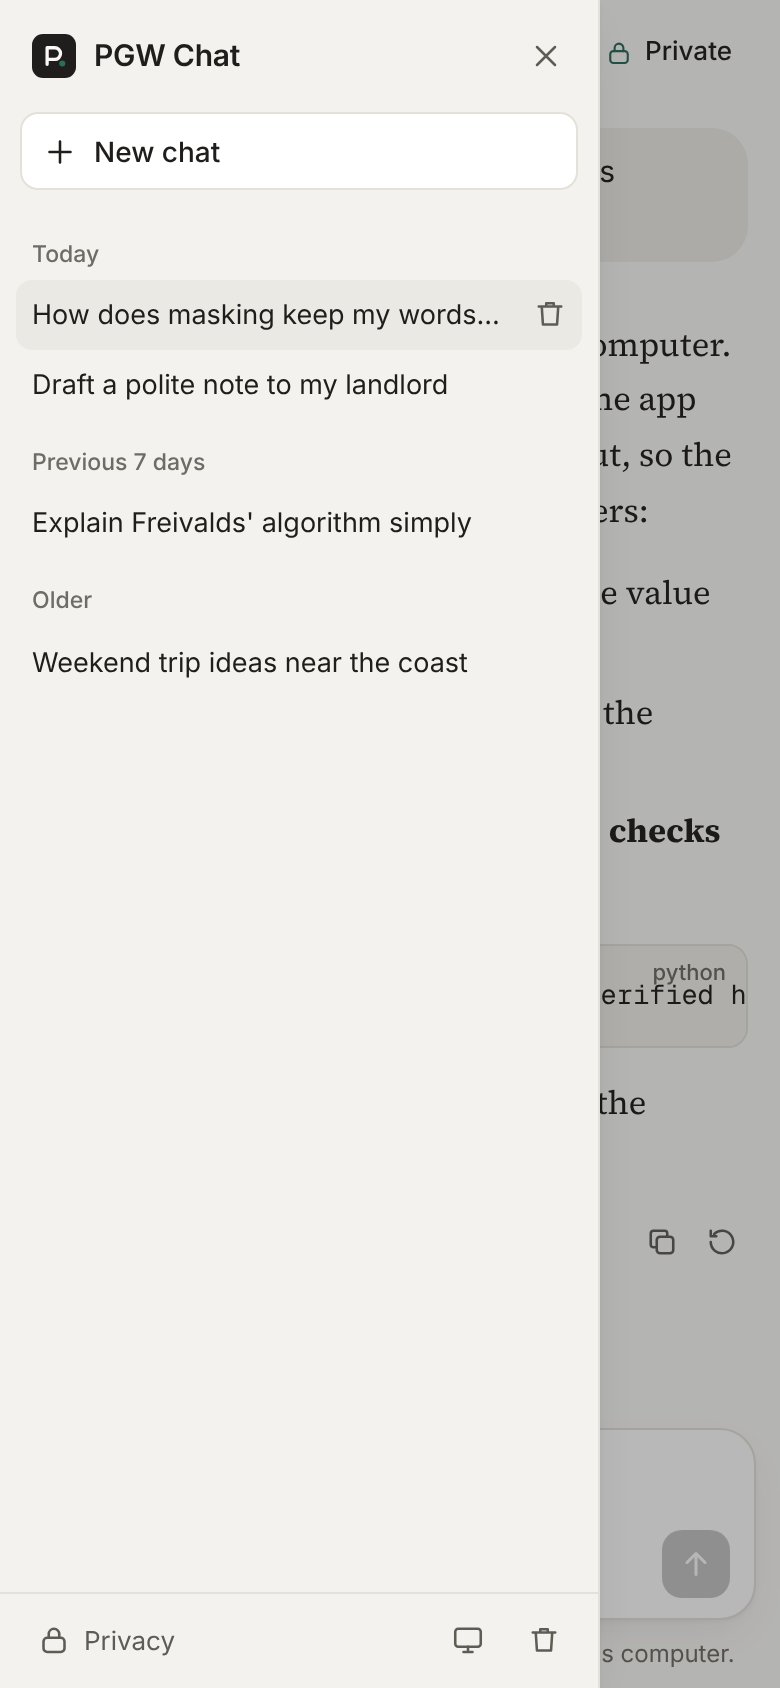 PGW Chat
Private
New chat
s
Today
How does masking keep my words...
omputer.
Draft a polite note to my landlord
he app
Previous 7 days
ut, so the
Explain Freivalds' algorithm simply
ers:
Older
e value
Weekend trip ideas near the coast
the
checks
python
erified h
the
Privacy
s computer.